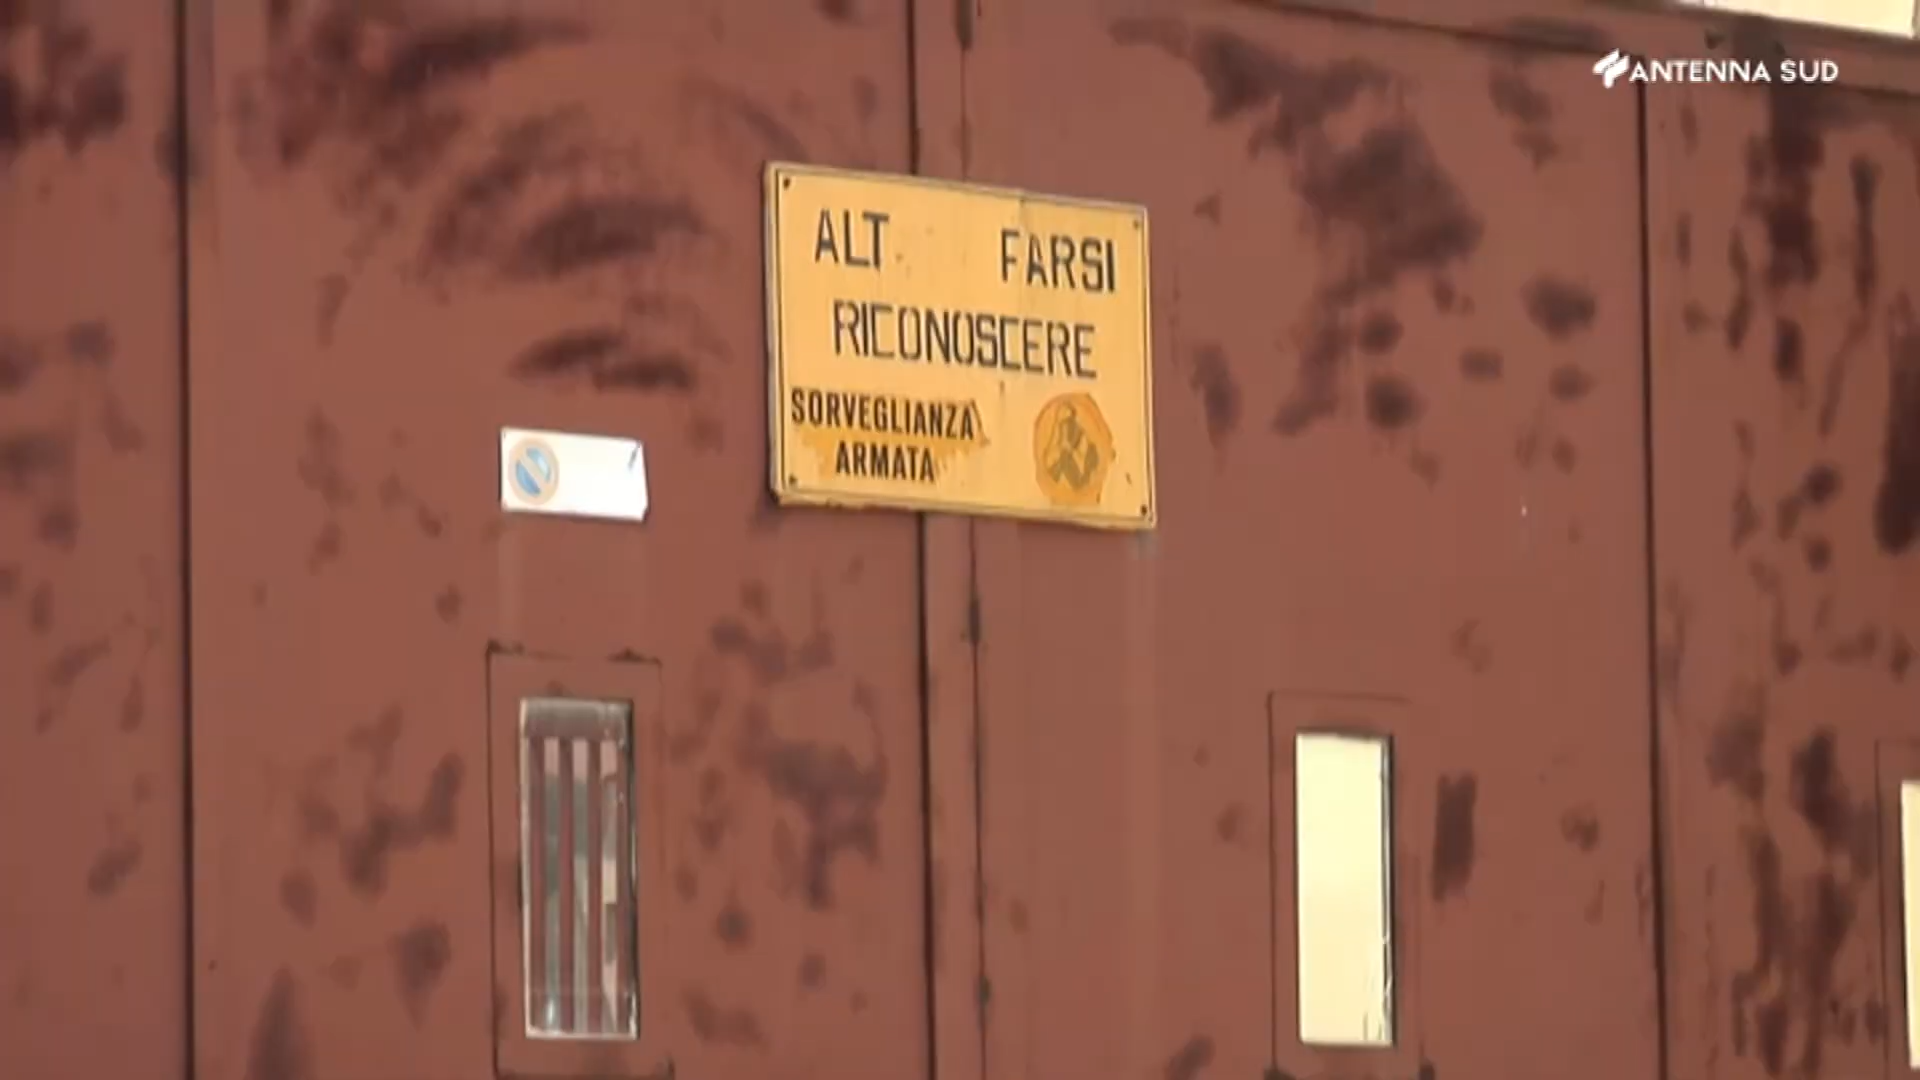 ANTENNA SUD
ALT FARSI
RICONOSCERE
SORVEGLIANZA
ARMATA